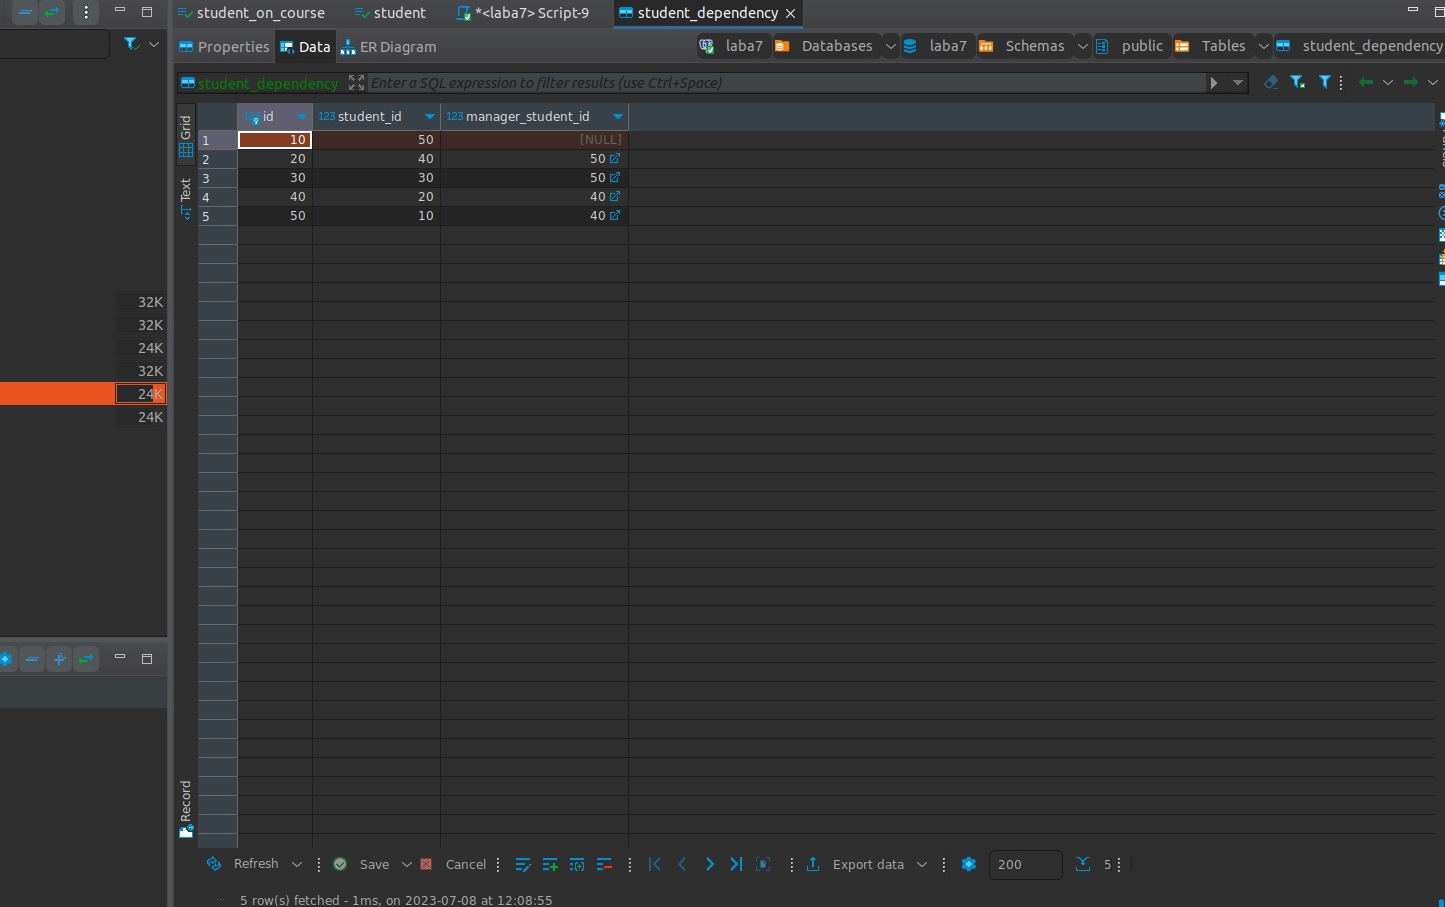 student_on_course student *<laba7> Script-9 student_dependency
Properties Data ER Diagram laba7 Databases laba7 Schemas public Tables student_dependency
student_dependency Enter a SQL expression to filter results (use Ctrl+Space)
Grid
Text
Record
123 id 123 student_id 123 manager_student_id
1 10 50 [NULL]
2 20 40 50
3 30 30 50
4 40 20 40
5 50 10 40
32K
32K
24K
32K
24K
24K
Refresh Save Cancel Export data 200 5
5 row(s) fetched - 1ms, on 2023-07-08 at 12:08:55